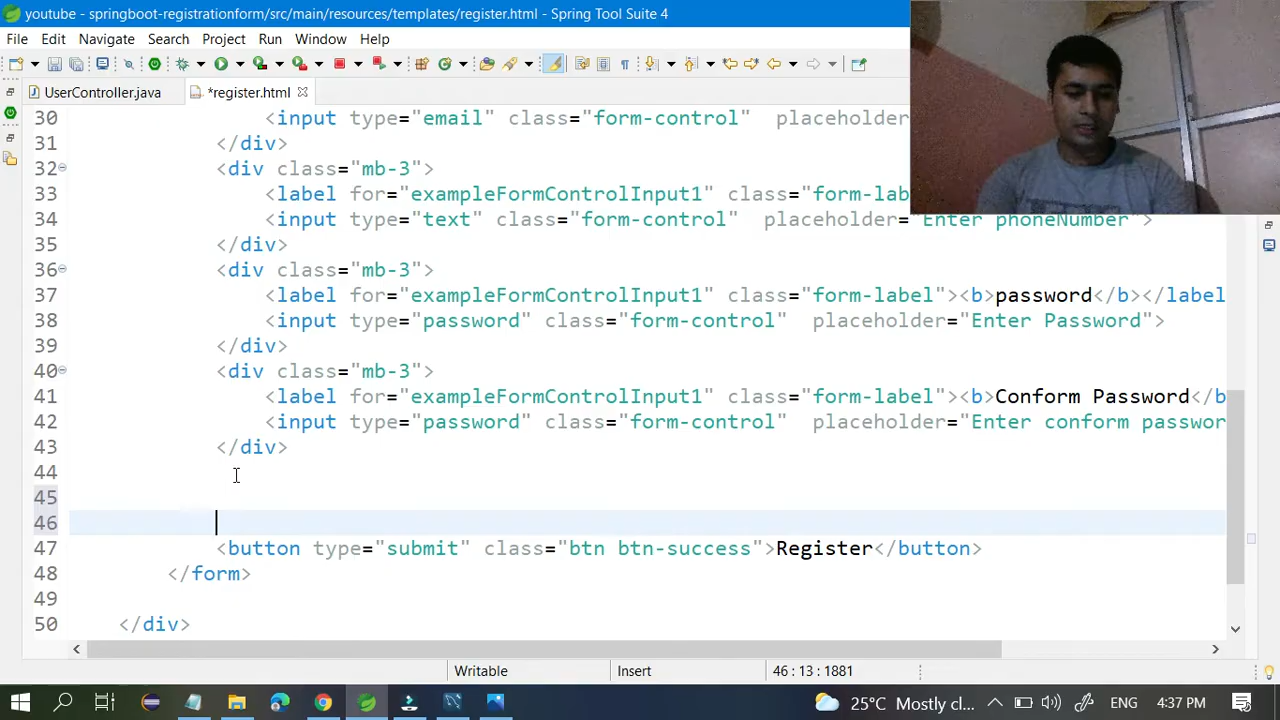 youtube - springboot-registrationform/src/main/resources/templates/register.html - Spring Tool Suite 4
File Edit Navigate Search Project Run Window Help
UserController.java *register.html
30 <input type="email" class="form-control" placeholder=
31 </div>
32 <div class="mb-3">
33 <label for="exampleFormControlInput1" class="form-lab
34 <input type="text" class="form-control" placeholder="Enter phoneNumber">
35 </div>
36 <div class="mb-3">
37 <label for="exampleFormControlInput1" class="form-label"><b>password</b></label
38 <input type="password" class="form-control" placeholder="Enter Password">
39 </div>
40 <div class="mb-3">
41 <label for="exampleFormControlInput1" class="form-label"><b>Conform Password</b
42 <input type="password" class="form-control" placeholder="Enter conform passwor
43 </div>
44
45
46
47 <button type="submit" class="btn btn-success">Register</button>
48 </form>
49
50 </div>
Writable Insert 46 : 13 : 1881
25°C Mostly cl... ENG 4:37 PM